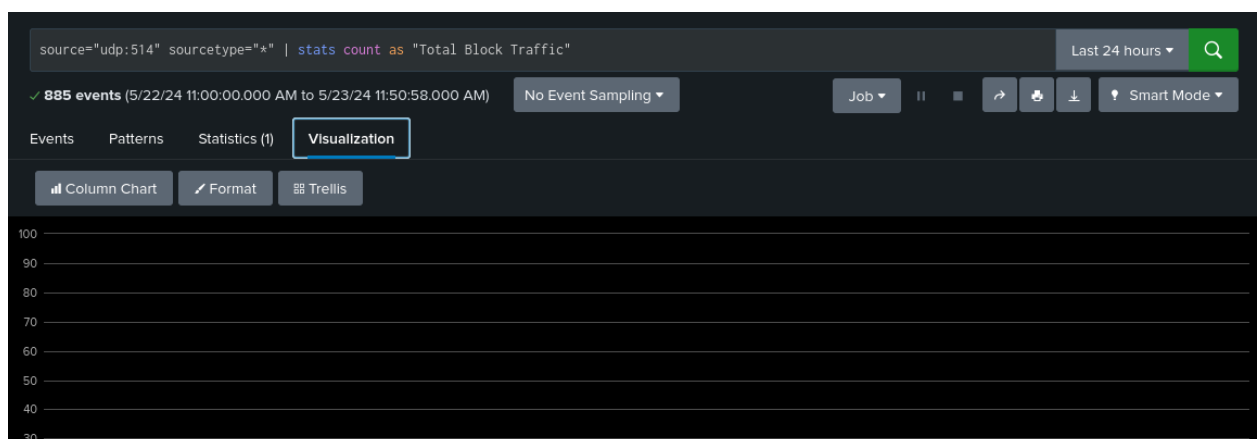 source="udp:514" sourcetype="*" | stats count as "Total Block Traffic"
Last 24 hours
885 events (5/22/24 11:00:00.000 AM to 5/23/24 11:50:58.000 AM)
No Event Sampling
Job
Smart Mode
Events
Patterns
Statistics (1)
Visualization
Column Chart
Format
Trellis
100
90
80
70
60
50
40
30